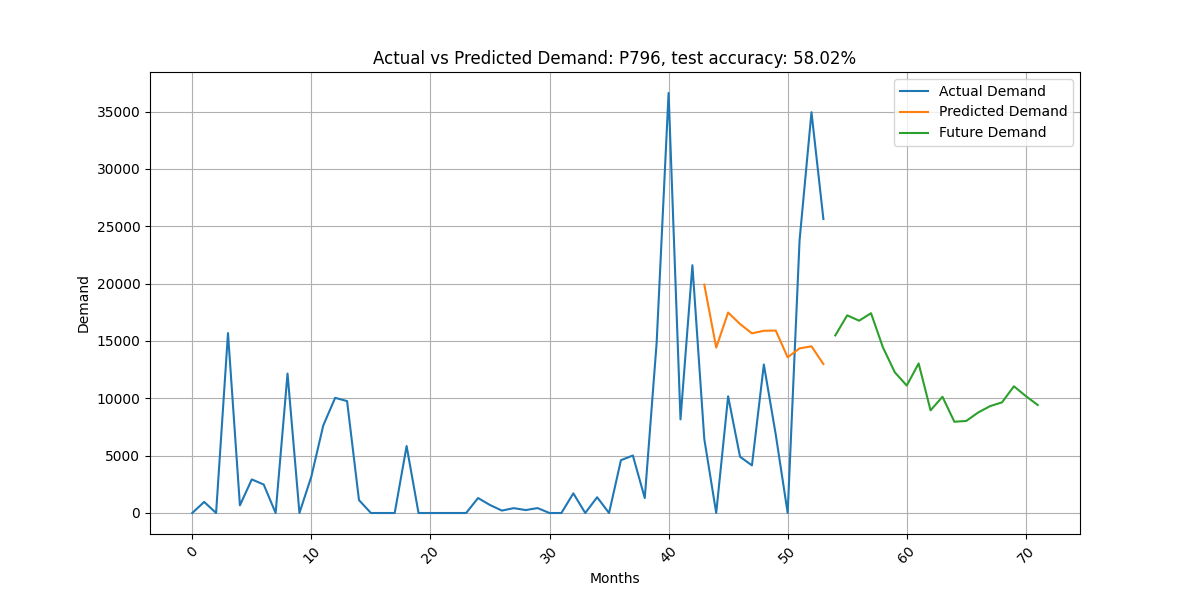 Actual vs Predicted Demand: P796, test accuracy: 58.02%
Actual Demand
Predicted Demand
Future Demand
Demand
35000
30000
25000
20000
15000
10000
5000
0
0 10 20 30 40 50 60 70
Months